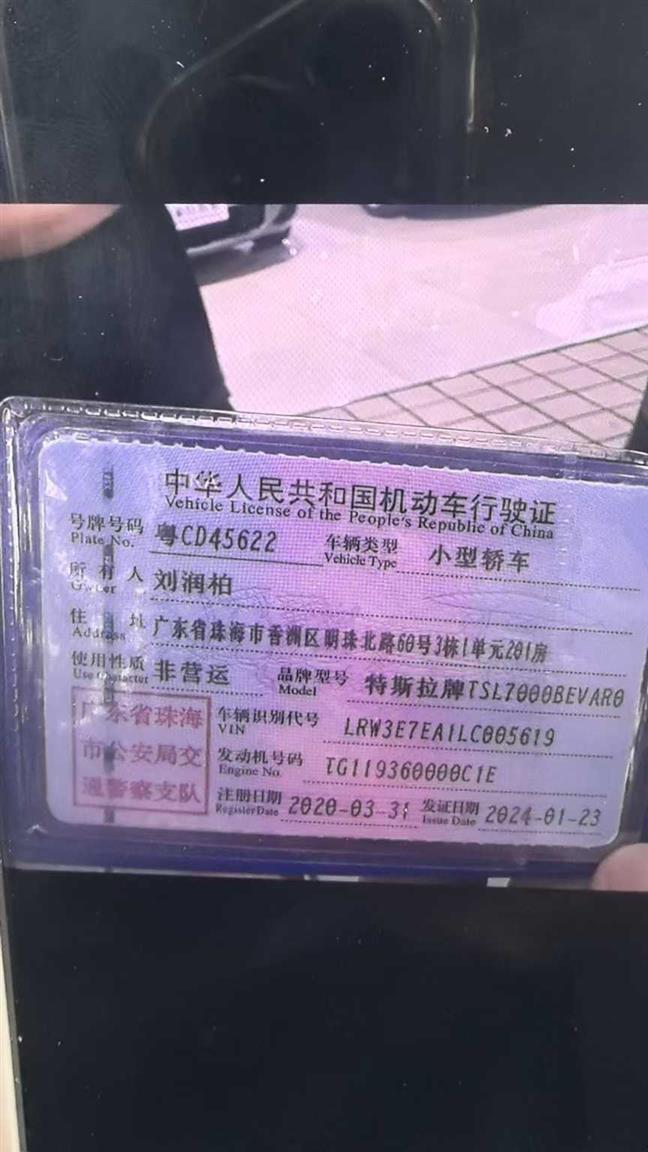 中华人民共和国机动车行驶证
Vehicle License of the People's Republic of China
号牌号码 粤CD45622 车辆类型 小型轿车
Plate No. Vehicle Type
所有人 刘润柏
Owner
住址 广东省珠海市香洲区明珠北路60号3栋1单元201房
Address
使用性质 非营运 品牌型号 特斯拉牌TSL7000BEVAR0
Use Character Model
广东省珠海
市公安局交
通警察支队
车辆识别代号 LRW3E7EA1LC005619
VIN
发动机号码 TG119360000C1E
Engine No.
注册日期 2020-03-31 发证日期 2024-01-23
Register Date Issue Date